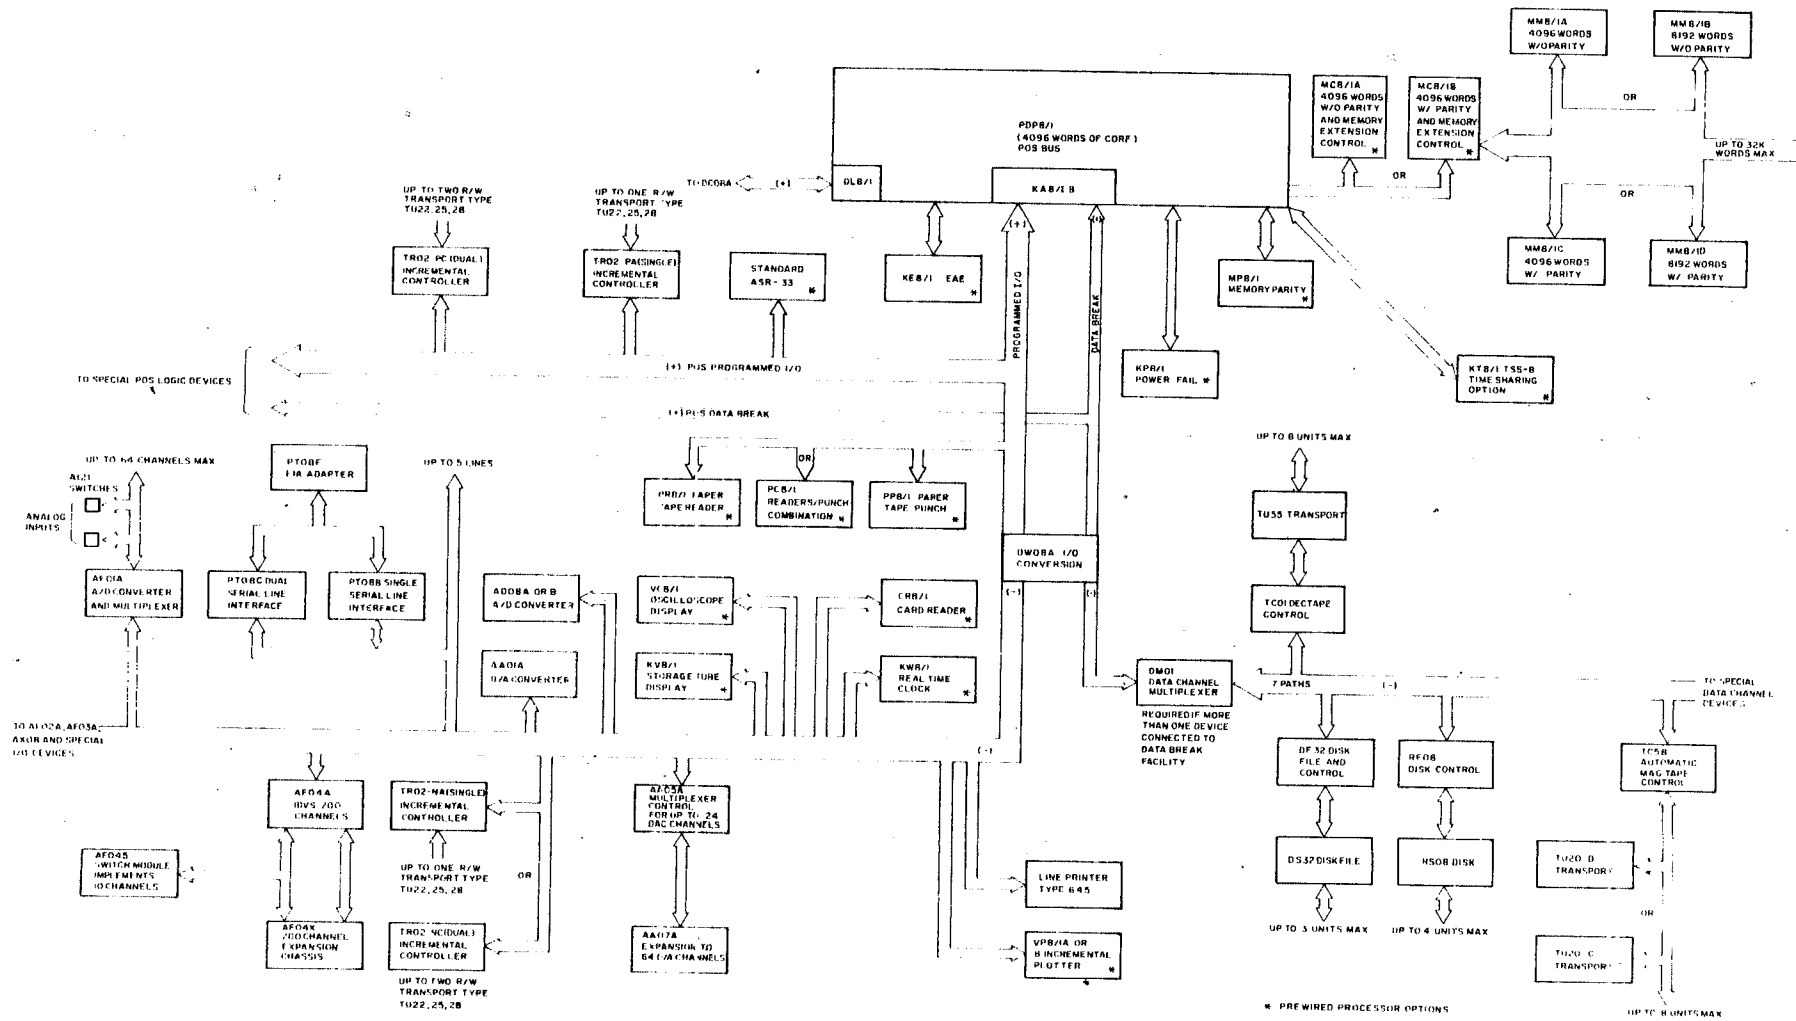 MM8/IA
4096 WORDS
W/O PARITY
MM8/IB
8192 WORDS
W/O PARITY
MC8/IA
4096 WORDS
W/O PARITY
AND MEMORY
EXTENSION
CONTROL *
MC8/IB
4096 WORDS
W/ PARITY
AND MEMORY
EXTENSION
CONTROL *
OR
UP TO 32K
WORDS MAX
PDP8/I
(4096 WORDS OF CORE)
POS BUS
TO DC08A
(+)
DL8/I
KA8/I B
OR
OR
UP TO TWO R/W
TRANSPORT TYPE
TU22,25,28
UP TO ONE R/W
TRANSPORT TYPE
TU22,25,28
(+)
(+)
TR02 PC (DUAL)
INCREMENTAL
CONTROLLER
TR02 PA(SINGLE)
INCREMENTAL
CONTROLLER
STANDARD
ASR-33 *
KE8/I EAE *
MP8/I
MEMORY PARITY *
MM8/IC
4096 WORDS
W/ PARITY
MM8/ID
8192 WORDS
W/ PARITY
PROGRAMMED I/O
DATA BREAK
TO SPECIAL POS LOGIC DEVICES
(+) POS PROGRAMMED I/O
KP8/I
POWER FAIL *
KT8/I TSS-8
TIME SHARING
OPTION *
(+) POS DATA BREAK
UP TO 64 CHANNELS MAX
PT08F
EIA ADAPTER
UP TO 5 LINES
OR
UP TO 8 UNITS MAX
A121
SWITCHES
ANALOG
INPUTS
PR8/I PAPER
TAPE READER *
PC8/I
READERS/PUNCH
COMBINATION *
PP8/I PAPER
TAPE PUNCH *
TU55 TRANSPORT
DW08A I/O
CONVERSION
AF01A
A/D CONVERTER
AND MULTIPLEXER
PT08C DUAL
SERIAL LINE
INTERFACE
PT08B SINGLE
SERIAL LINE
INTERFACE
AD08A OR B
A/D CONVERTER
VC8/I
OSCILLOSCOPE
DISPLAY *
CR8/I
CARD READER *
(-)
(-)
TC01 DECTAPE
CONTROL
AA01A
D/A CONVERTER
KV8/I
STORAGE TUBE
DISPLAY *
KW8/I
REAL TIME
CLOCK *
DM01
DATA CHANNEL
MULTIPLEXER
7 PATHS
(-)
TO SPECIAL
DATA CHANNEL
DEVICES
REQUIRED IF MORE
THAN ONE DEVICE
CONNECTED TO
DATA BREAK
FACILITY
TO AF02A, AF03A,
AX08 AND SPECIAL
I/O DEVICES
(-)
DF32 DISK
FILE AND
CONTROL
RF08
DISK CONTROL
TC58
AUTOMATIC
MAG TAPE
CONTROL
AF04A
IDVS 200
CHANNELS
TR02-NA(SINGLE)
INCREMENTAL
CONTROLLER
AA05A
MULTIPLEXER
CONTROL
FOR UP TO 24
DAC CHANNELS
AF04S
SWITCH MODULE
IMPLEMENTS
10 CHANNELS
UP TO ONE R/W
TRANSPORT TYPE
TU22,25,28
OR
LINE PRINTER
TYPE 645
DS32 DISK FILE
RS08 DISK
TU20 D
TRANSPORT
OR
AF04X
200 CHANNEL
EXPANSION
CHASSIS
TR02 NC(DUAL)
INCREMENTAL
CONTROLLER
AA07A
EXPANSION TO
64 D/A CHANNELS
VP8/IA OR
B INCREMENTAL
PLOTTER *
*
UP TO 3 UNITS MAX
UP TO 4 UNITS MAX
TU20 C
TRANSPORT
UP TO TWO R/W
TRANSPORT TYPE
TU22,25,28
* PREWIRED PROCESSOR OPTIONS
UP TO 8 UNITS MAX